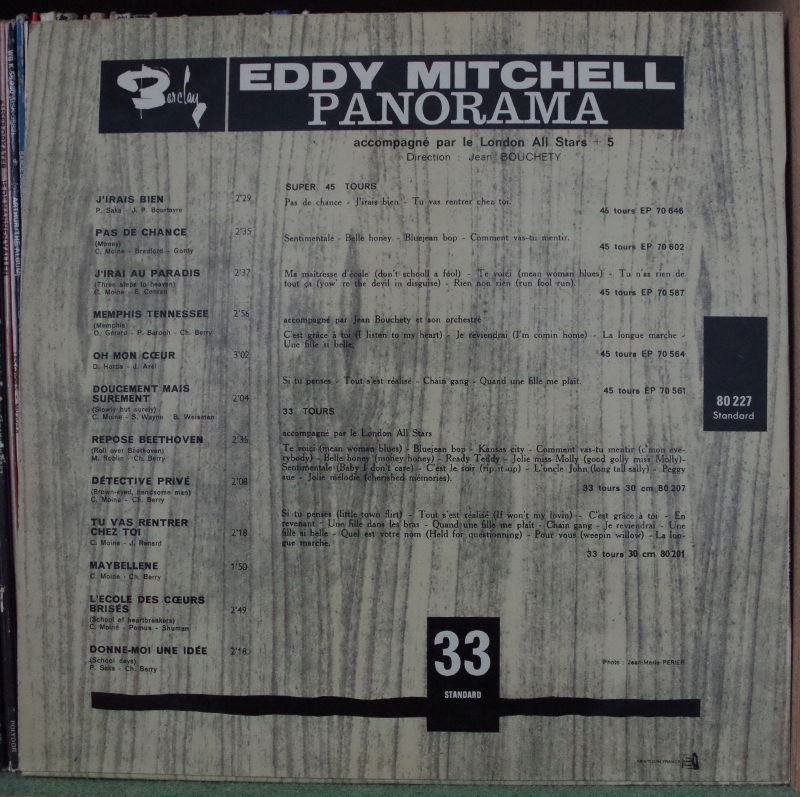 Barclay
EDDY MITCHELL
PANORAMA
accompagné par le London All Stars + 5
Direction : Jean BOUCHETY
J'IRAIS BIEN 2'29
P. Saka - J. P. Bourtayre
PAS DE CHANCE 2'35
(Money)
C. Moine - Bradford - Gordy
J'IRAI AU PARADIS 2'37
(Three steps to heaven)
C. Moine - E. Cochran
MEMPHIS TENNESSEE 2'56
(Memphis)
D. Gérard - P. Barouh - Ch. Berry
OH MON CŒUR 3'02
D. Hortis - J. Arel
DOUCEMENT MAIS
SUREMENT 2'04
(Slowly but surely)
C. Moine - S. Wayne B. Weisman
REPOSE BEETHOVEN 2'36
(Roll over Beethoven)
M. Roblin - Ch. Berry
DÉTECTIVE PRIVÉ 2'08
(Brown-eyed, handsome man)
C. Moine - Ch. Berry
TU VAS RENTRER
CHEZ TOI 2'18
C. Moine - J. Renard
MAYBELLENE 1'50
C. Moine - Ch. Berry
L'ECOLE DES CŒURS
BRISÉS 2'49
(School of heartbreakers)
C. Moine - Pomus - Shuman
DONNE-MOI UNE IDÉE 2'18
(School days)
P. Saka - Ch. Berry
SUPER 45 TOURS
Pas de chance - J'irais bien - Tu vas rentrer chez toi.
45 tours EP 70 646
Sentimentale - Belle honey - Bluejean bop - Comment vas-tu mentir.
45 tours EP 70 602
Ma maîtresse d'école (don't schooll a fool) - Te voici (mean woman blues) - Tu n'as rien de
tout ça (yow' re the devil in disguise) - Rien non rien (run fool run).
45 tours EP 70 587
accompagné par Jean Bouchety et son orchestre
C'est grâce à toi (I listen to my heart) - Je reviendrai (I'm comin home) - La longue marche -
Une fille si belle.
45 tours EP 70 564
Si tu penses - Tout s'est réalisé - Chain gang - Quand une fille me plait.
45 tours EP 70 561
33 TOURS
accompagné par le London All Stars
Te voici (mean woman blues) - Bluejean bop - Kansas city - Comment vas-tu mentir (c'mon eve-
rybody) - Belle honey (money honey) - Ready Teddy - Jolie miss Molly (good golly miss Molly)-
Sentimentale (Baby I don't care) - C'est le soir (rip it up) - L'oncle John (long tall sally) - Peggy
sue - Jolie mélodie (cherished memories).
33 tours 30 cm 80 207
Si tu penses (little town flirt) - Tout s'est réalisé (If won't my lovin) - C'est grâce à toi - En
revenant - Une fille dans les bras - Quand une fille me plait - Chain gang - Je reviendrai - Une
fille si belle - Quel est votre nom (Held for questionning) - Pour vous (weepin willow) - La lon-
gue marche.
33 tours 30 cm 80 201
80 227
Standard
33
STANDARD
Photo : Jean-Marie PERIER